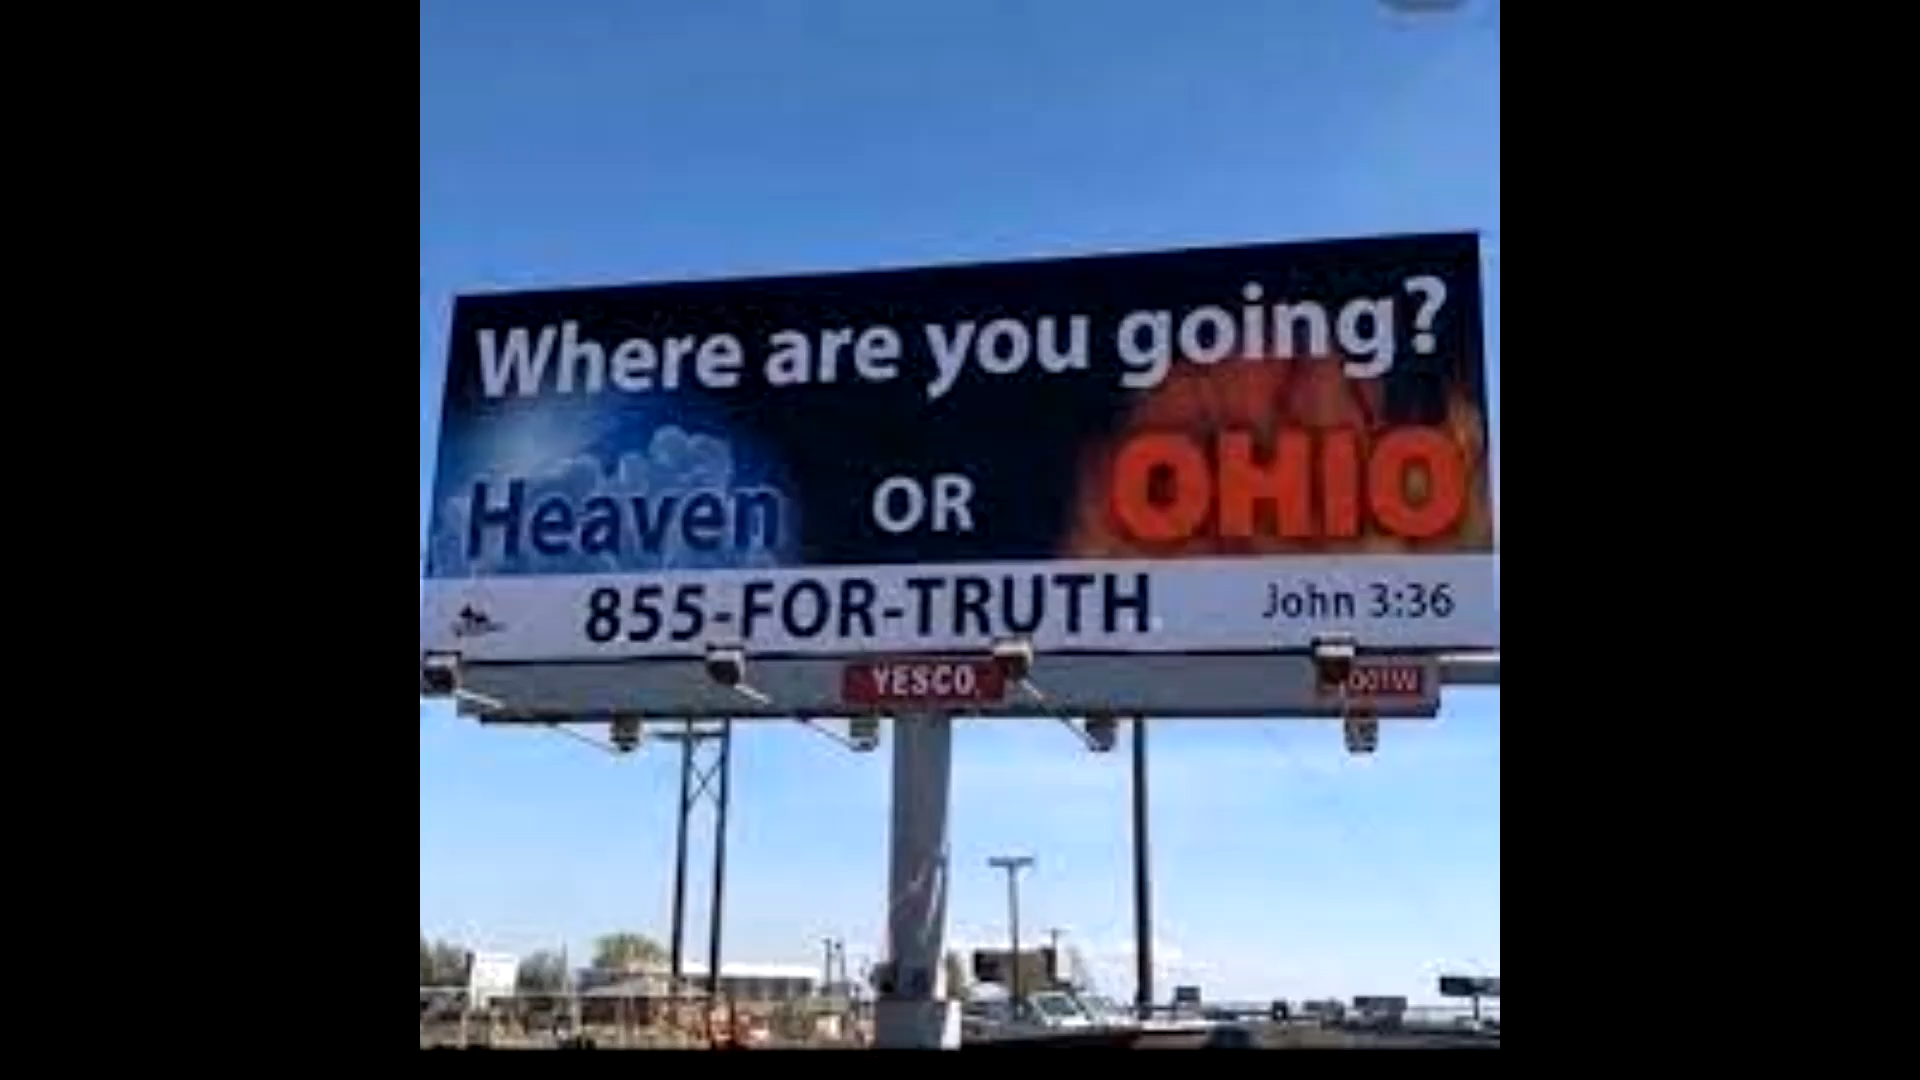 Where are you going?
Heaven OR OHIO
855-FOR-TRUTH John 3:36
YESCO